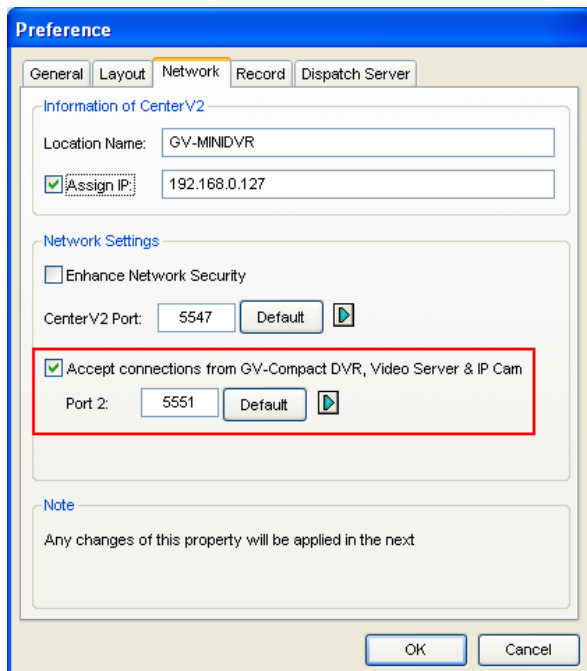 Preference
General Layout Network Record Dispatch Server
Information of CenterV2
Location Name: GV-MINIDVR
Assign IP: 192.168.0.127
Network Settings
Enhance Network Security
CenterV2 Port: 5547 Default
Accept connections from GV-Compact DVR, Video Server & IP Cam
Port 2: 5551 Default
Note
Any changes of this property will be applied in the next
OK Cancel